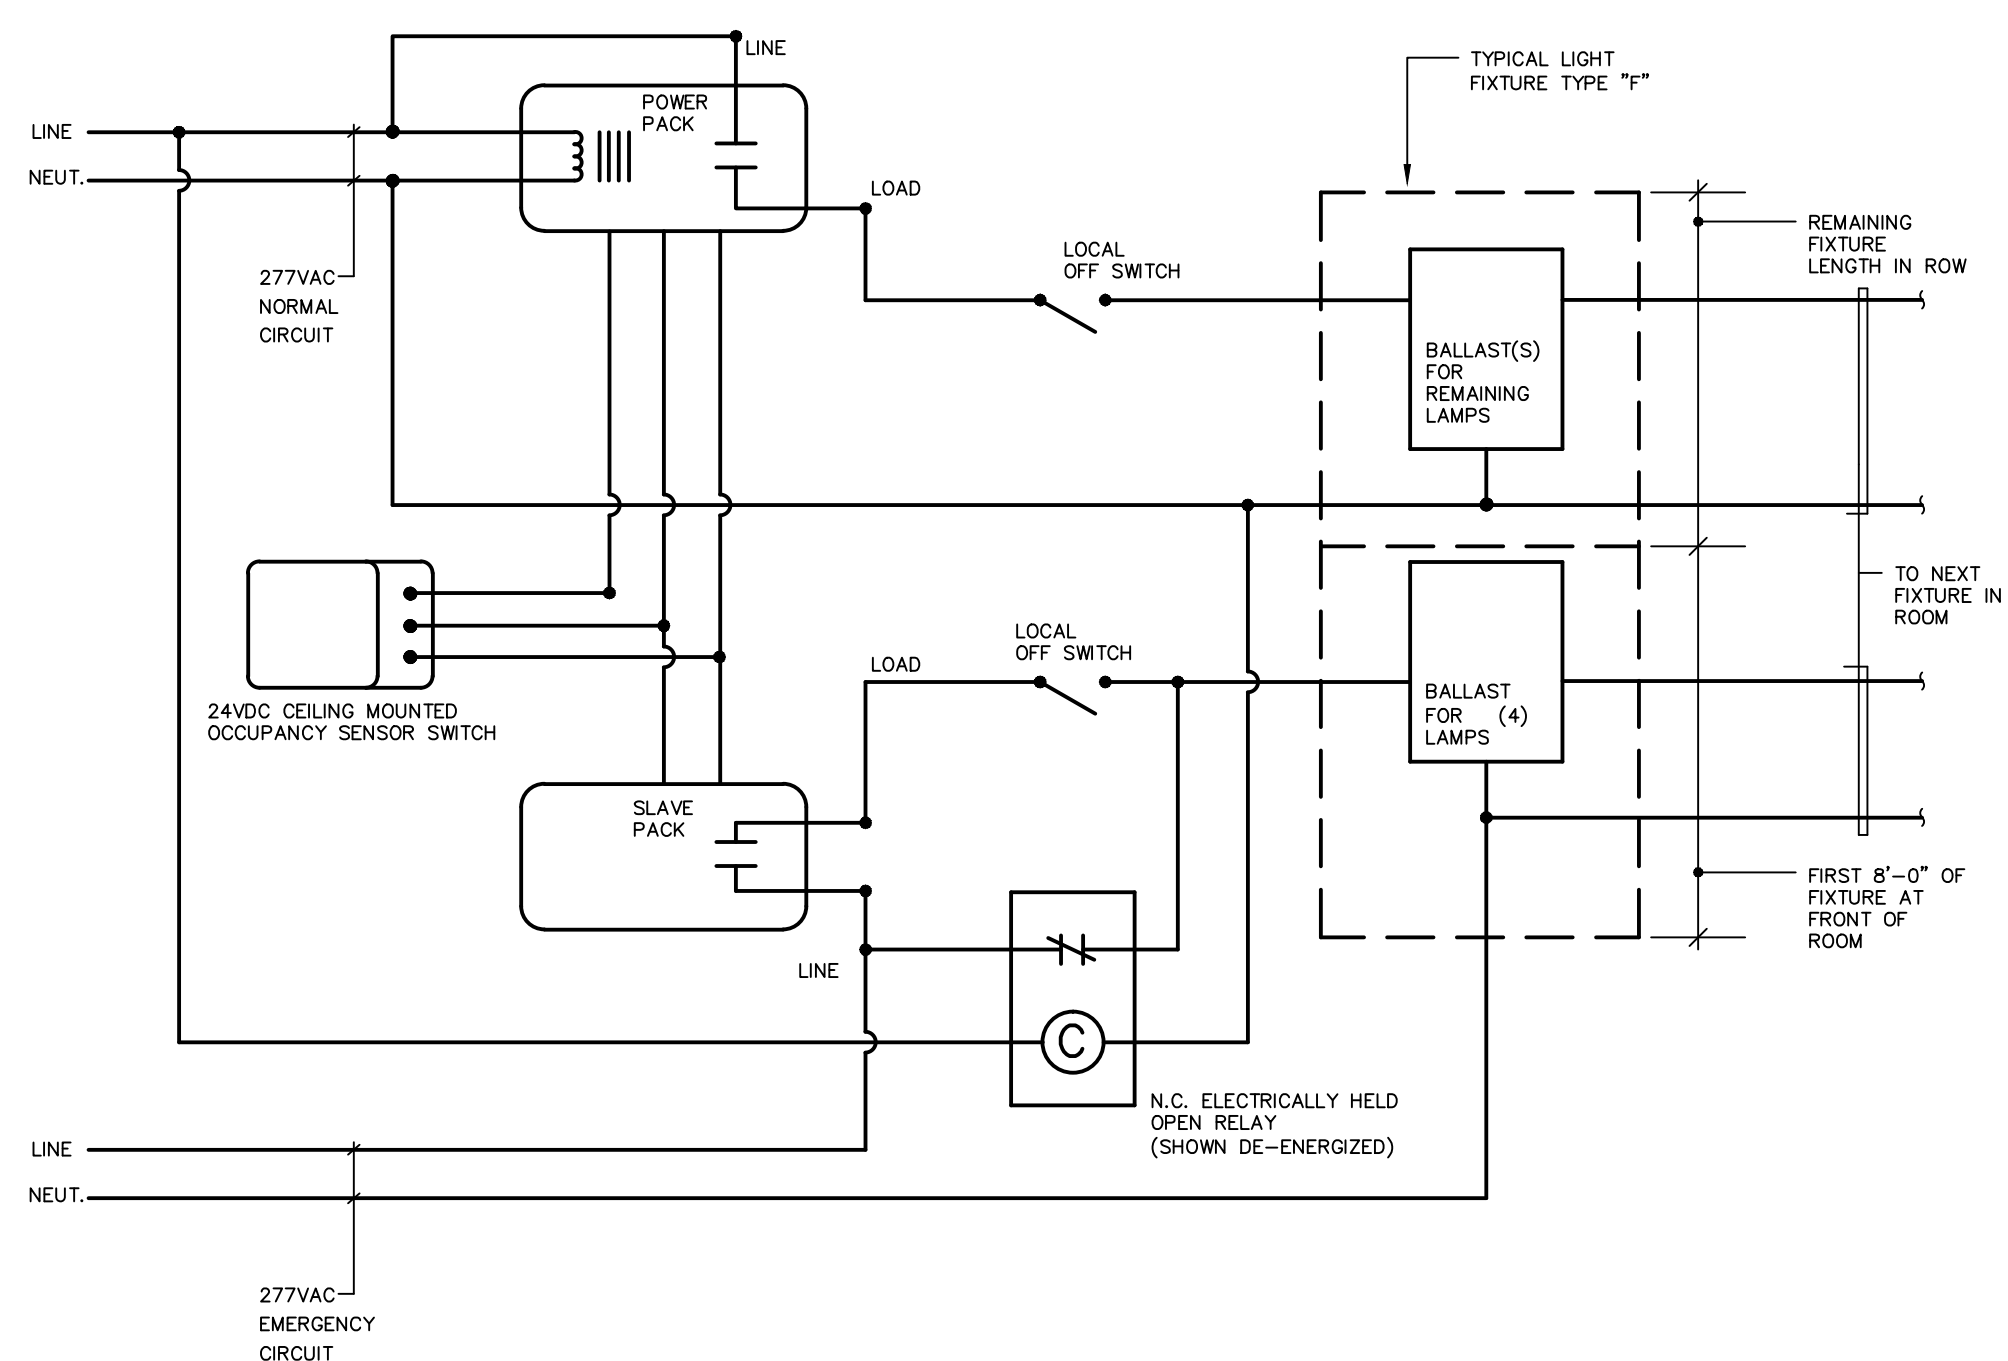 LINE
POWER
PACK
LINE
NEUT.
277VAC
NORMAL
CIRCUIT
LOAD
LOCAL
OFF SWITCH
TYPICAL LIGHT
FIXTURE TYPE "F"
REMAINING
FIXTURE
LENGTH IN ROW
BALLAST(S)
FOR
REMAINING
LAMPS
TO NEXT
FIXTURE IN
ROOM
24VDC CEILING MOUNTED
OCCUPANCY SENSOR SWITCH
LOAD
LOCAL
OFF SWITCH
BALLAST
FOR (4)
LAMPS
SLAVE
PACK
LINE
FIRST 8'-0" OF
FIXTURE AT
FRONT OF
ROOM
C
N.C. ELECTRICALLY HELD
OPEN RELAY
(SHOWN DE-ENERGIZED)
LINE
NEUT.
277VAC
EMERGENCY
CIRCUIT